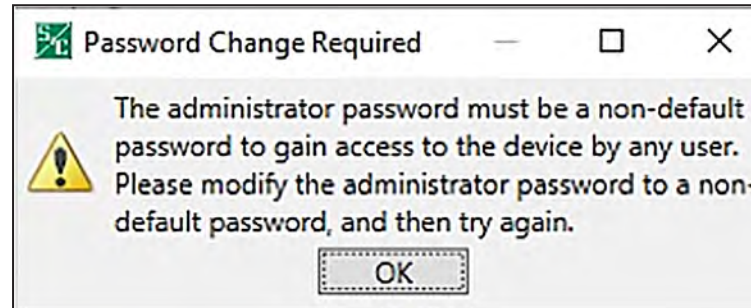 S&C Password Change Required
The administrator password must be a non-default
password to gain access to the device by any user.
Please modify the administrator password to a non-
default password, and then try again.
OK